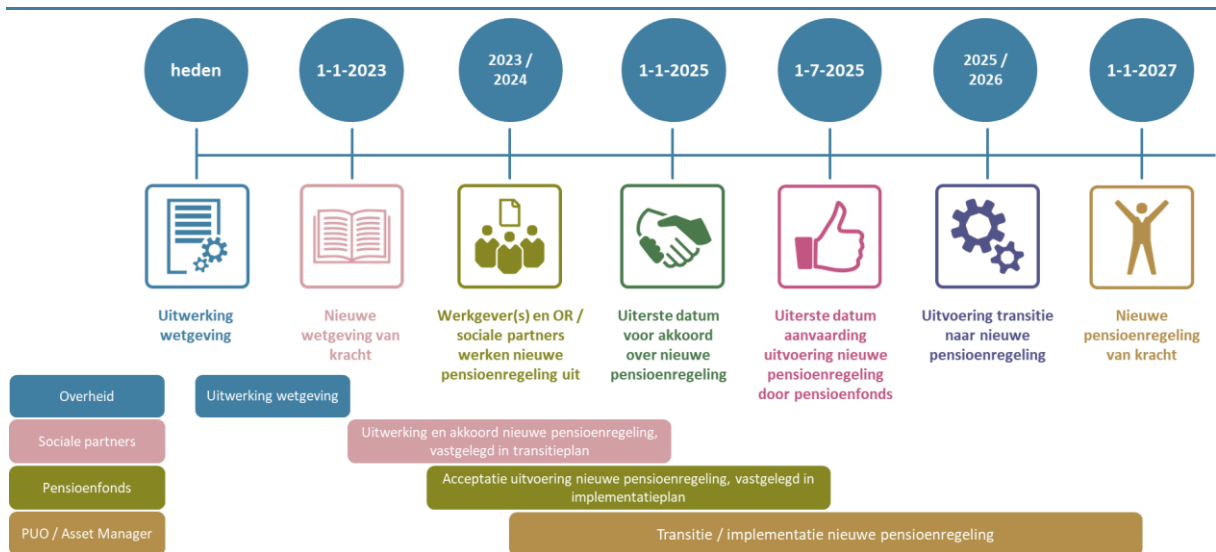 heden
1-1-2023
2023 /
2024
1-1-2025
1-7-2025
2025 /
2026
1-1-2027
Uitwerking
wetgeving
Nieuwe
wetgeving van
kracht
Werkgever(s) en OR /
sociale partners
werken nieuwe
pensioenregeling uit
Uiterste datum
voor akkoord
over nieuwe
pensioenregeling
Uiterste datum
aanvaarding
uitvoering nieuwe
pensioenregeling
door pensioenfonds
Uitvoering transitie
naar nieuwe
pensioenregeling
Nieuwe
pensioenregeling
van kracht
Overheid
Uitwerking wetgeving
Sociale partners
Uitwerking en akkoord nieuwe pensioenregeling,
vastgelegd in transitieplan
Pensioenfonds
Acceptatie uitvoering nieuwe pensioenregeling, vastgelegd in
implementatieplan
PUO / Asset Manager
Transitie / implementatie nieuwe pensioenregeling